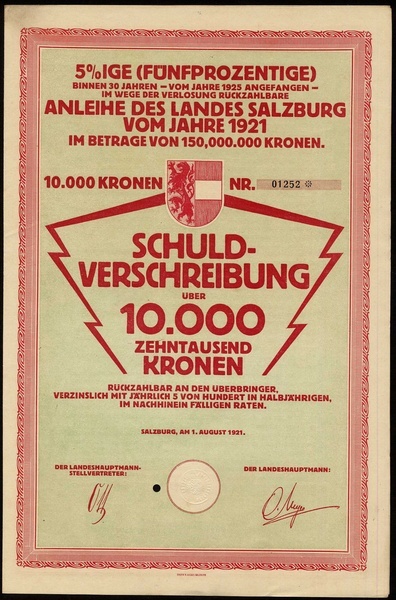 5%IGE (FÜNFPROZENTIGE)
BINNEN 30 JAHREN – VOM JAHRE 1925 ANGEFANGEN –
IM WEGE DER VERLOSUNG RÜCKZAHLBARE
ANLEIHE DES LANDES SALZBURG
VOM JAHRE 1921
IM BETRAGE VON 150,000.000 KRONEN.
10.000 KRONEN NR. 01252 ※
SCHULD-
VERSCHREIBUNG
ÜBER
10.000
ZEHNTAUSEND
KRONEN
RÜCKZAHLBAR AN DEN ÜBERBRINGER,
VERZINSLICH MIT JÄHRLICH 5 VON HUNDERT IN HALBJÄHRIGEN,
IM NACHHINEIN FÄLLIGEN RATEN.
SALZBURG, AM 1. AUGUST 1921.
DER LANDESHAUPTMANN-
STELLVERTRETER:
DER LANDESHAUPTMANN: